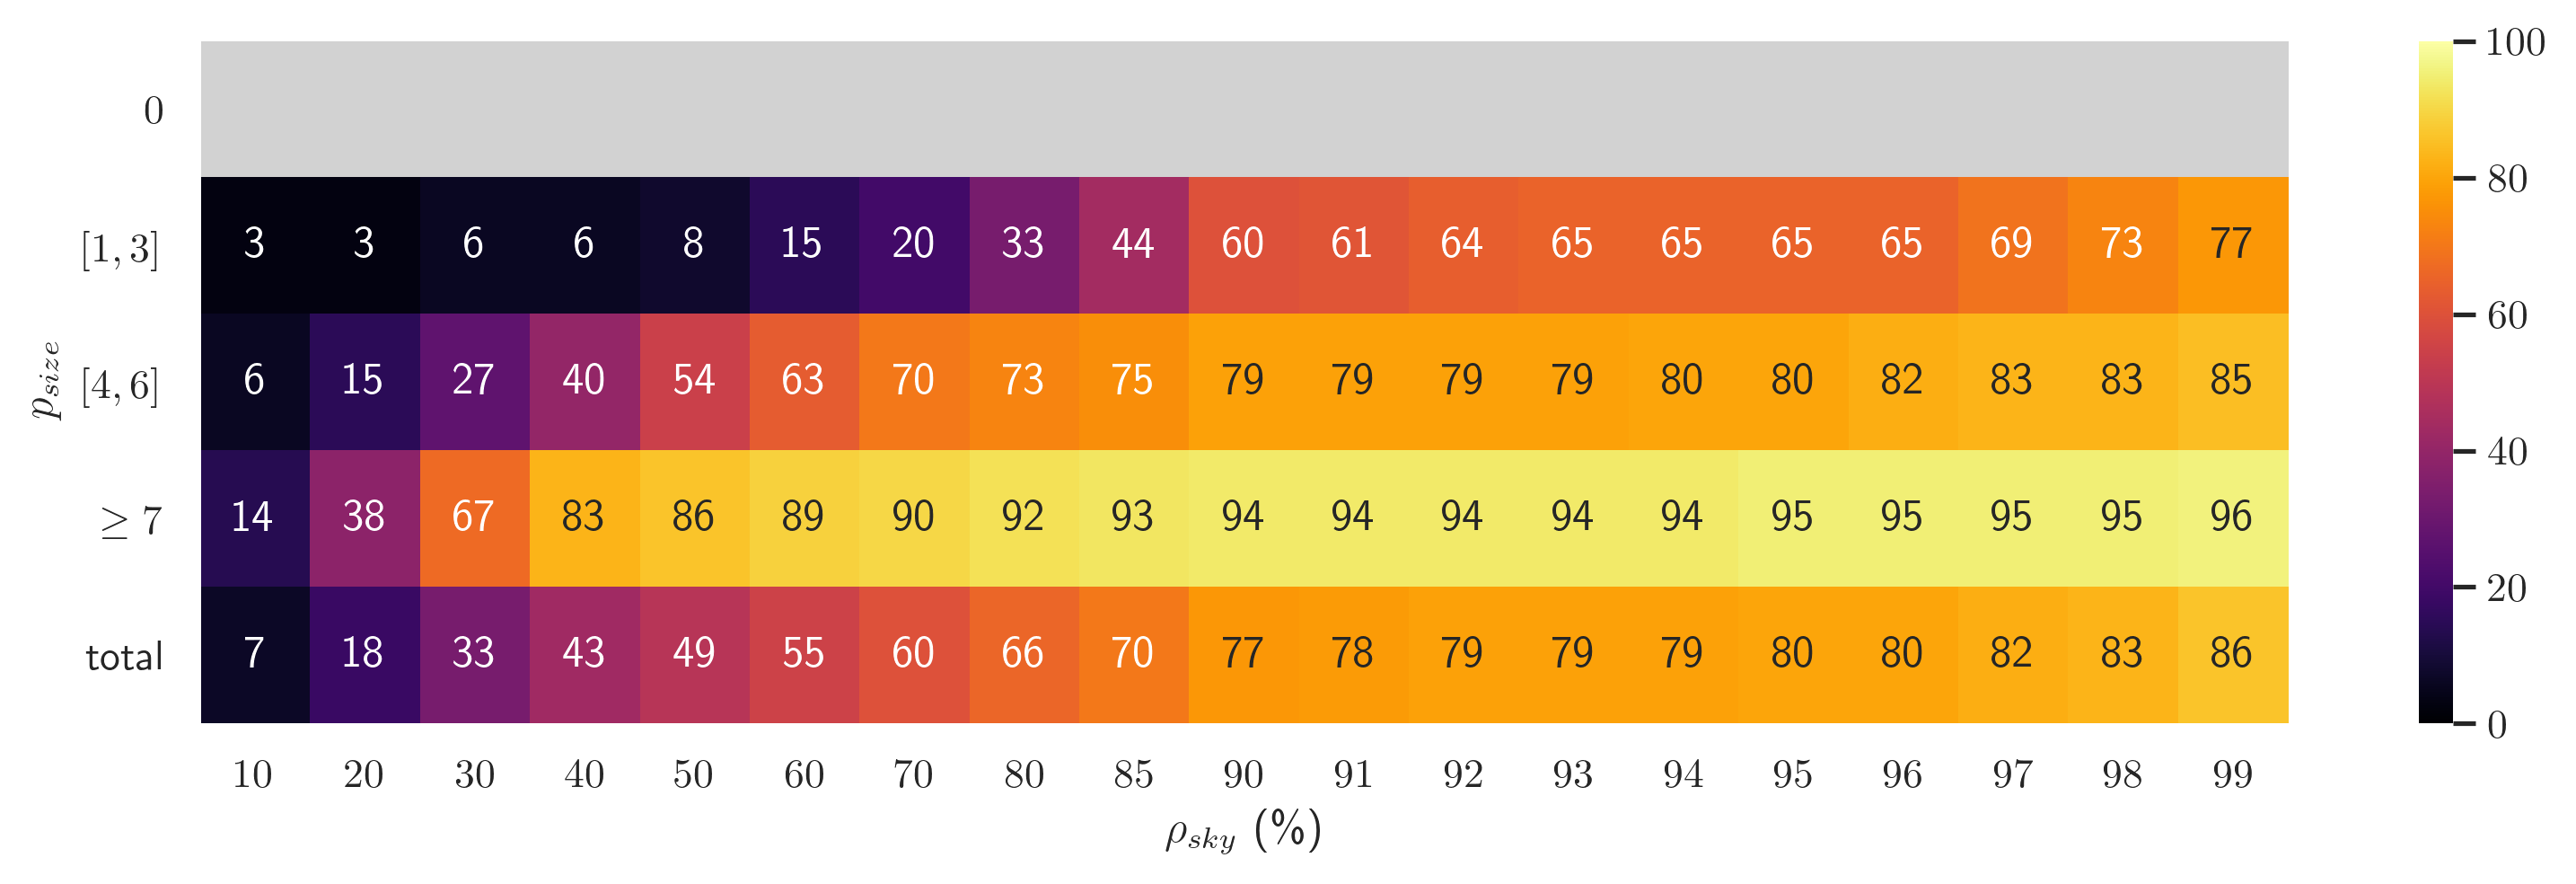 100
0
80
[1, 3] 3 3 6 6 8 15 20 33 44 60 61 64 65 65 65 65 69 73 77
60
p_size
[4, 6] 6 15 27 40 54 63 70 73 75 79 79 79 79 80 80 82 83 83 85
40
≥ 7 14 38 67 83 86 89 90 92 93 94 94 94 94 94 95 95 95 95 96
20
total 7 18 33 43 49 55 60 66 70 77 78 79 79 79 80 80 82 83 86
0
10 20 30 40 50 60 70 80 85 90 91 92 93 94 95 96 97 98 99
ρ_sky (%)